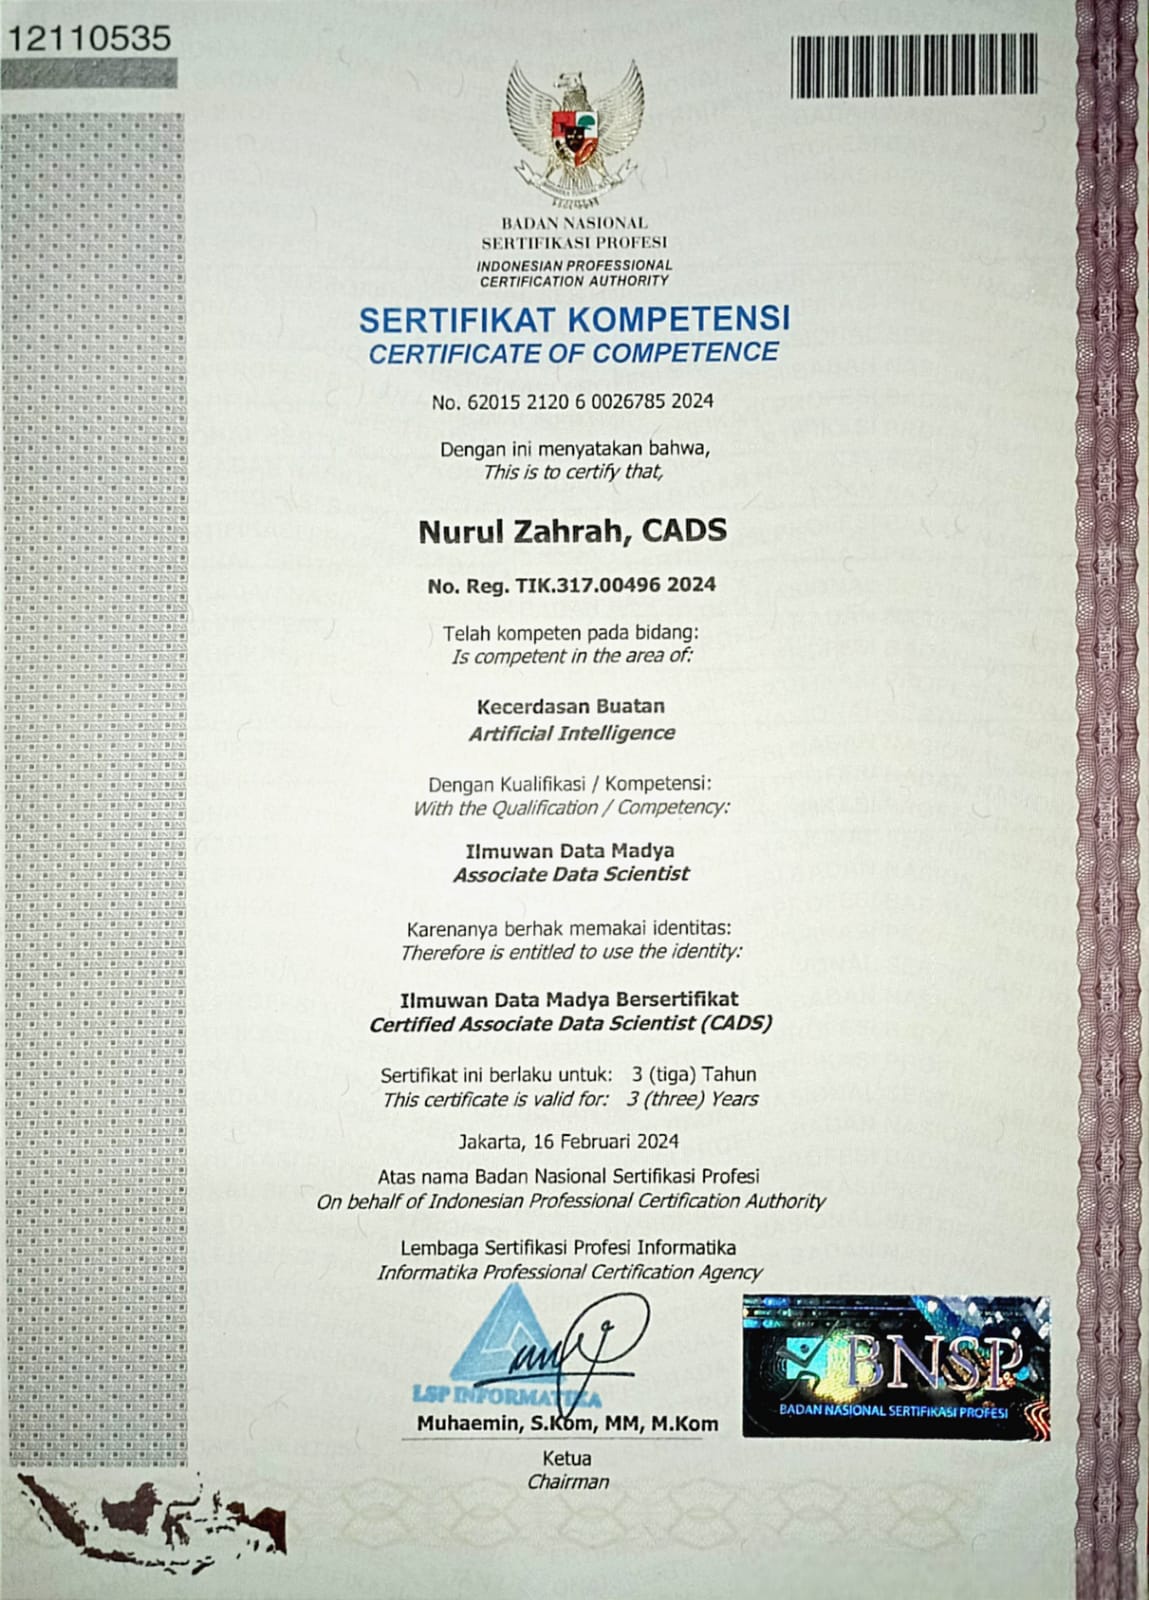 12110535
BADAN NASIONAL
SERTIFIKASI PROFESI
INDONESIAN PROFESSIONAL
CERTIFICATION AUTHORITY
SERTIFIKAT KOMPETENSI
CERTIFICATE OF COMPETENCE
No. 62015 2120 6 0026785 2024
Dengan ini menyatakan bahwa,
This is to certify that,
Nurul Zahrah, CADS
No. Reg. TIK.317.00496 2024
Telah kompeten pada bidang:
Is competent in the area of:
Kecerdasan Buatan
Artificial Intelligence
Dengan Kualifikasi / Kompetensi:
With the Qualification / Competency:
Ilmuwan Data Madya
Associate Data Scientist
Karenanya berhak memakai identitas:
Therefore is entitled to use the identity:
Ilmuwan Data Madya Bersertifikat
Certified Associate Data Scientist (CADS)
Sertifikat ini berlaku untuk: 3 (tiga) Tahun
This certificate is valid for: 3 (three) Years
Jakarta, 16 Februari 2024
Atas nama Badan Nasional Sertifikasi Profesi
On behalf of Indonesian Professional Certification Authority
Lembaga Sertifikasi Profesi Informatika
Informatika Professional Certification Agency
LSP INFORMATIKA
BNSP
BADAN NASIONAL SERTIFIKASI PROFESI
Muhaemin, S.Kom, MM, M.Kom
Ketua
Chairman